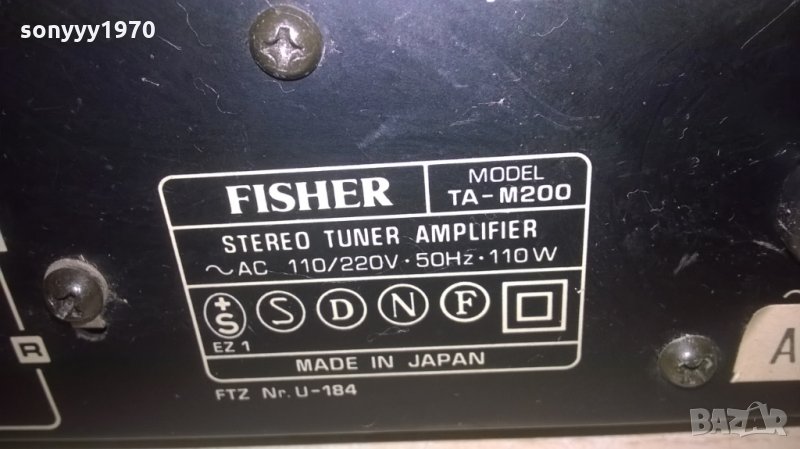 sonyyy1970
FISHER
MODEL
TA-M200
STEREO TUNER AMPLIFIER
~AC 110/220V·50Hz·110W
+S S D N F
EZ 1
MADE IN JAPAN
FTZ Nr. U-184
R
A
BAZAR